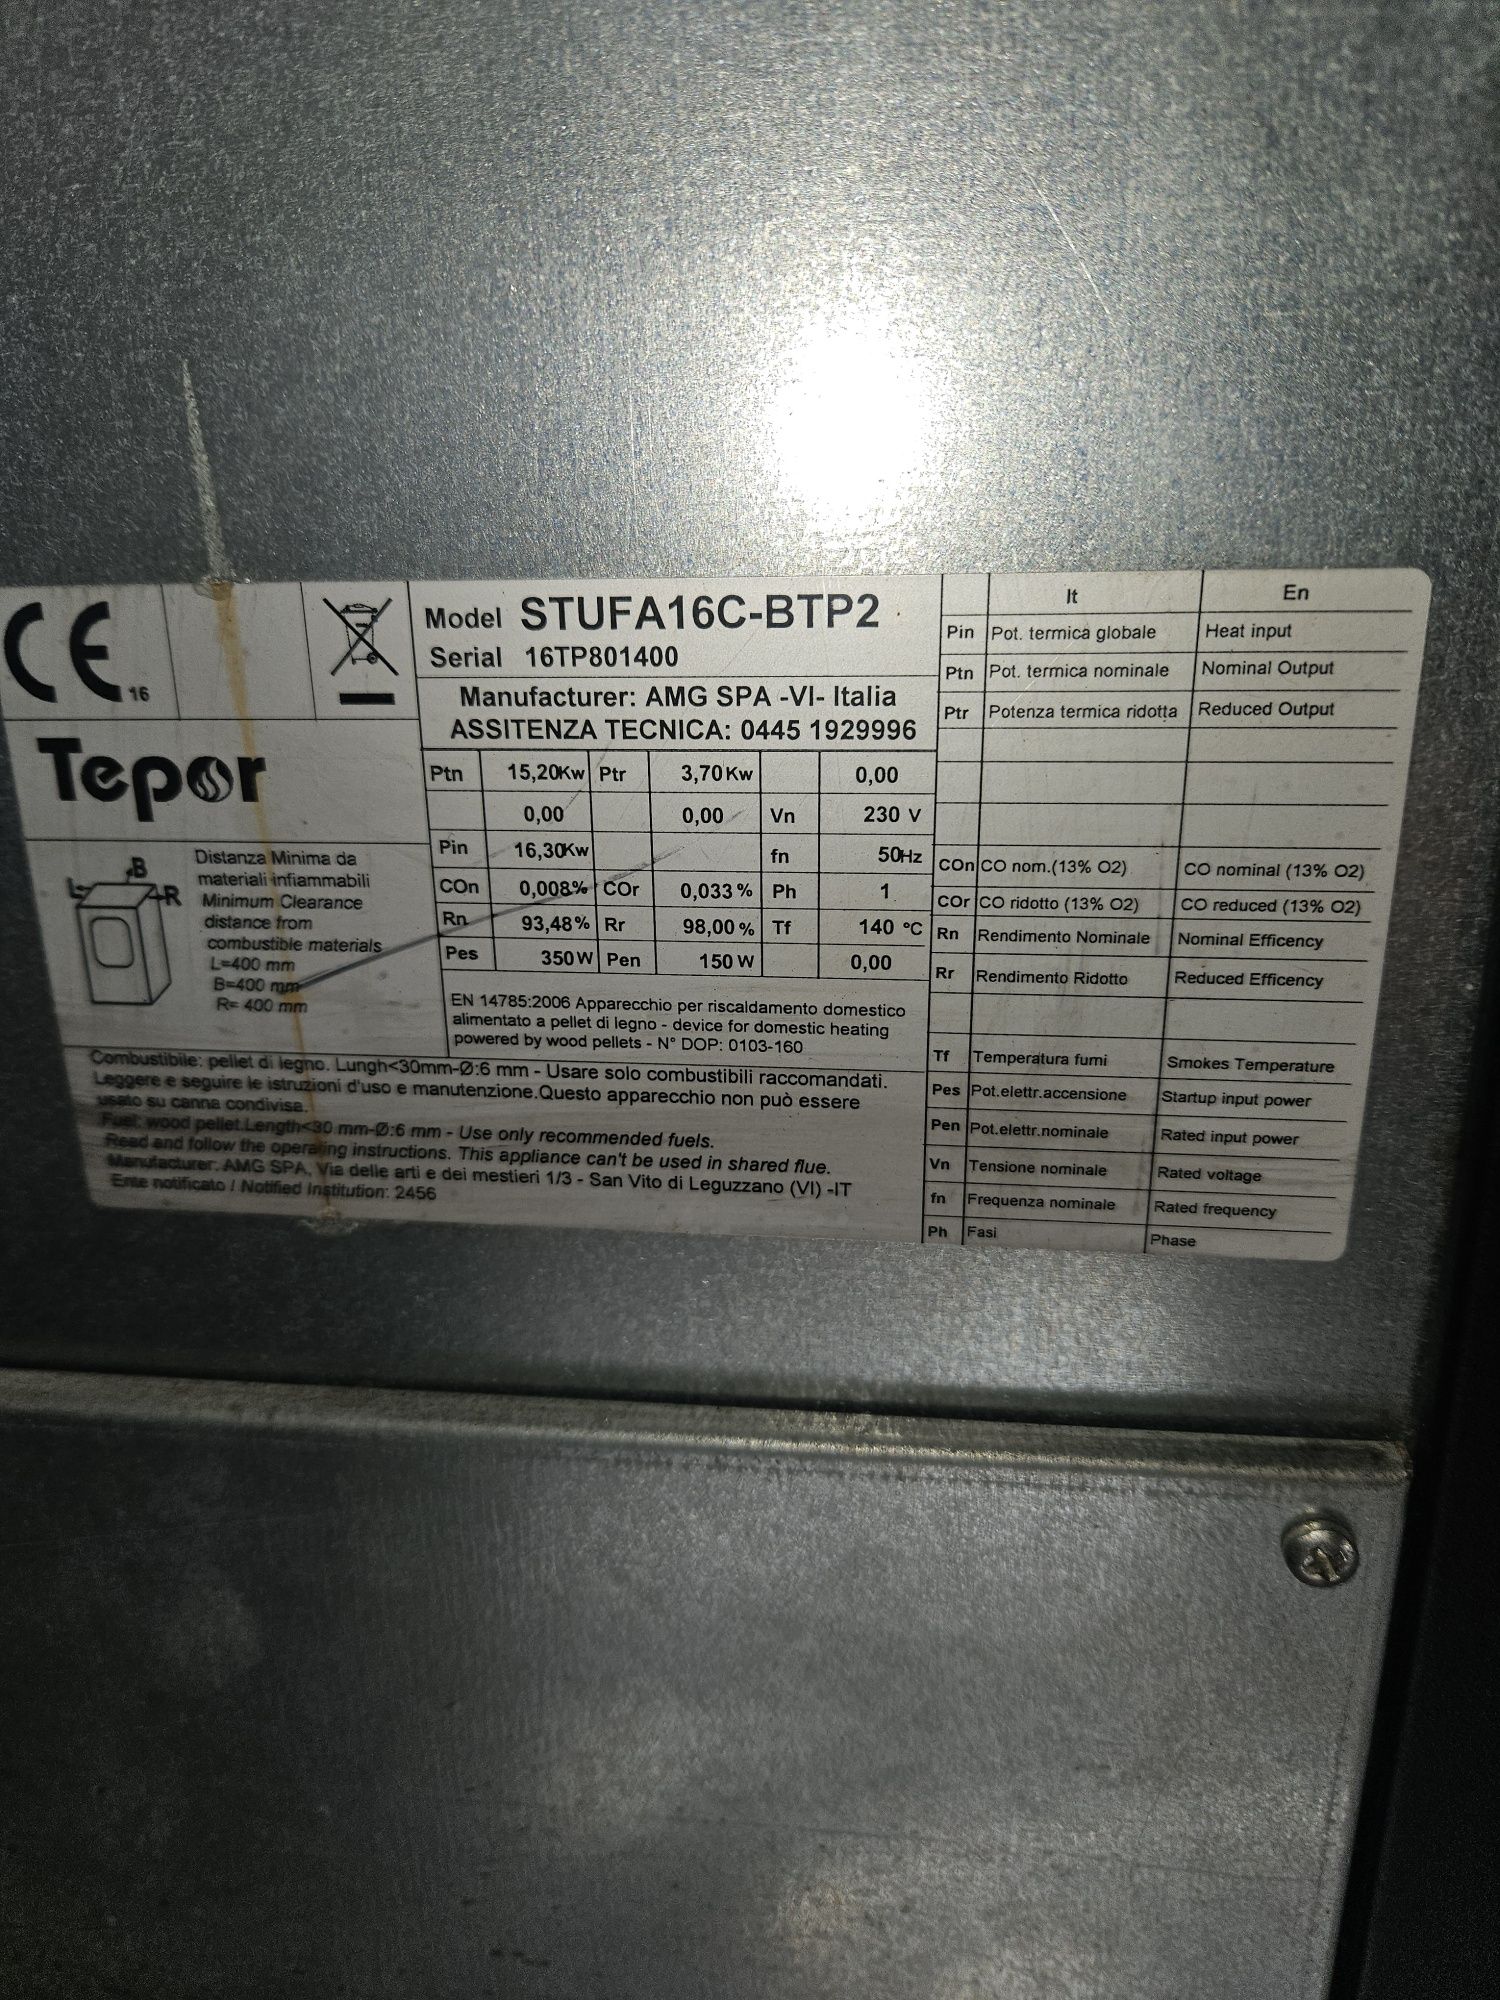 CE 16
Tepor
L B R
Distanza Minima da
materiali infiammabili
Minimum Clearance
distance from
combustible materials
L=400 mm
B=400 mm
R= 400 mm
Model STUFA16C-BTP2
Serial 16TP801400
Manufacturer: AMG SPA -VI- Italia
ASSITENZA TECNICA: 0445 1929996
Ptn 15,20Kw Ptr 3,70Kw 0,00
0,00 0,00 Vn 230 V
Pin 16,30Kw fn 50Hz
COn 0,008% COr 0,033% Ph 1
Rn 93,48% Rr 98,00% Tf 140 °C
Pes 350W Pen 150W 0,00
EN 14785:2006 Apparecchio per riscaldamento domestico
alimentato a pellet di legno - device for domestic heating
powered by wood pellets - N° DOP: 0103-160
Combustibile: pellet di legno. Lungh<30mm-Ø:6 mm - Usare solo combustibili raccomandati.
Leggere e seguire le istruzioni d'uso e manutenzione.Questo apparecchio non può essere
usato su canna condivisa.
Fuel: wood pellet.Length<30 mm-Ø:6 mm - Use only recommended fuels.
Read and follow the operating instructions. This appliance can't be used in shared flue.
Manufacturer: AMG SPA, Via delle arti e dei mestieri 1/3 - San Vito di Leguzzano (VI) -IT
Ente notificato / Notified Institution: 2456
It En
Pin Pot. termica globale Heat input
Ptn Pot. termica nominale Nominal Output
Ptr Potenza termica ridotta Reduced Output
COn CO nom.(13% O2) CO nominal (13% O2)
COr CO ridotto (13% O2) CO reduced (13% O2)
Rn Rendimento Nominale Nominal Efficency
Rr Rendimento Ridotto Reduced Efficency
Tf Temperatura fumi Smokes Temperature
Pes Pot.elettr.accensione Startup input power
Pen Pot.elettr.nominale Rated input power
Vn Tensione nominale Rated voltage
fn Frequenza nominale Rated frequency
Ph Fasi Phase